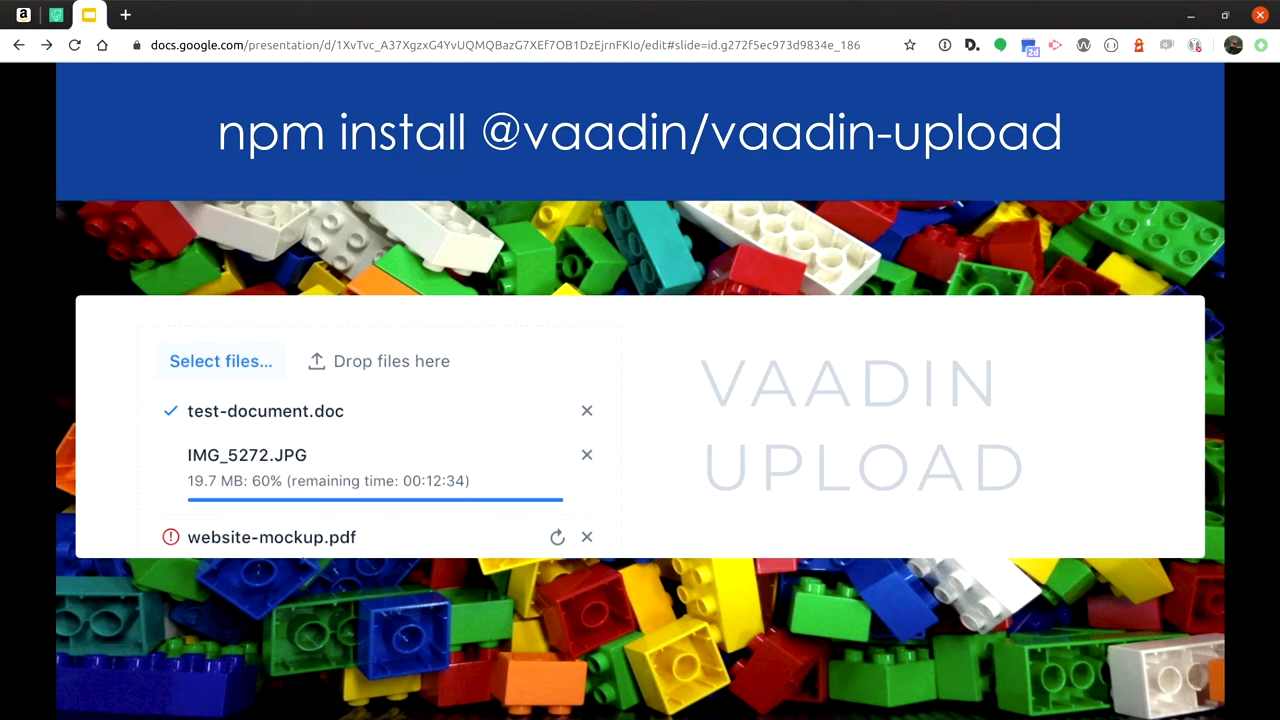 docs.google.com/presentation/d/1XvTvc_A37XgzxG4YvUQMQBazG7XEf7OB1DzEjrnFKIo/edit#slide=id.g272f5ec973d9834e_186
2d
npm install @vaadin/vaadin-upload
Select files...
Drop files here
test-document.doc
IMG_5272.JPG
19.7 MB: 60% (remaining time: 00:12:34)
website-mockup.pdf
VAADIN
UPLOAD